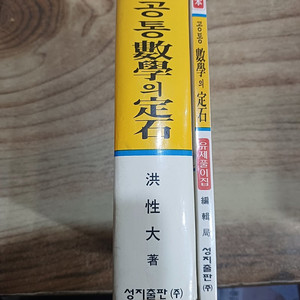 공통 數學의 定石
洪性大 著
성지출판(주)
本
공통 數學의 定石
유제풀이집
編輯局
성지출판(주)